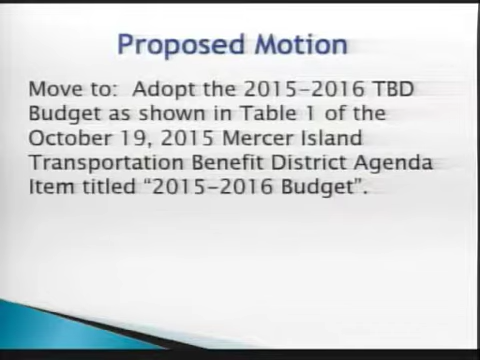 Proposed Motion
Move to:  Adopt the 2015-2016 TBD
Budget as shown in Table 1 of the
October 19, 2015 Mercer Island
Transportation Benefit District Agenda
Item titled “2015-2016 Budget”.